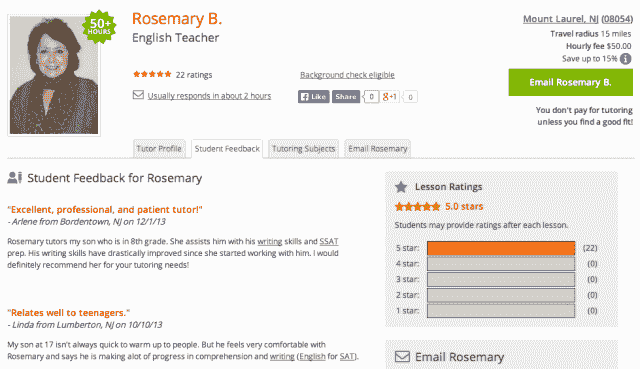 50+
HOURS
Rosemary B.
English Teacher
22 ratings
Background check eligible
Usually responds in about 2 hours
Like Share 0 g+1 0
Mount Laurel, NJ (08054)
Travel radius 15 miles
Hourly fee $50.00
Save up to 15% i
Email Rosemary B.
You don't pay for tutoring
unless you find a good fit!
Tutor Profile Student Feedback Tutoring Subjects Email Rosemary
Student Feedback for Rosemary
"Excellent, professional, and patient tutor!"
- Arlene from Bordentown, NJ on 12/1/13
Rosemary tutors my son who is in 8th grade. She assists him with his writing skills and SSAT
prep. His writing skills have drastically improved since she started working with him. I would
definitely recommend her for your tutoring needs!
"Relates well to teenagers."
- Linda from Lumberton, NJ on 10/10/13
My son at 17 isn't always quick to warm up to people. But he feels very comfortable with
Rosemary and says he is making alot of progress in comprehension and writing (English for SAT).
Lesson Ratings
5.0 stars
Students may provide ratings after each lesson.
5 star: (22)
4 star: (0)
3 star: (0)
2 star: (0)
1 star: (0)
Email Rosemary